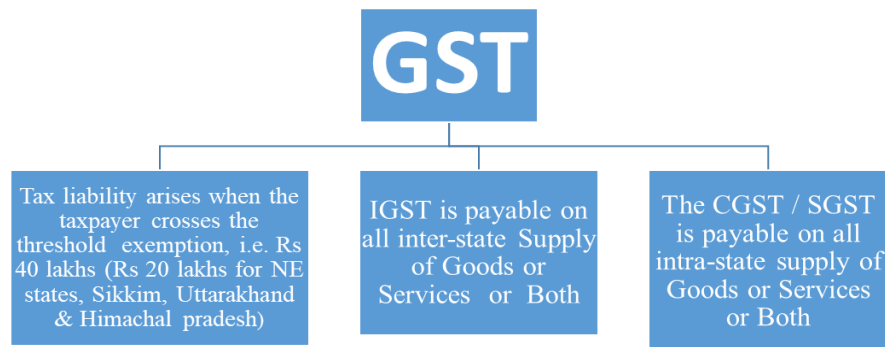 GST
Tax liability arises when the
taxpayer crosses the
threshold exemption, i.e. Rs
40 lakhs (Rs 20 lakhs for NE
states, Sikkim, Uttarakhand
& Himachal pradesh)
IGST is payable on
all inter-state Supply
of Goods or
Services or Both
The CGST / SGST
is payable on all
intra-state supply of
Goods or Services
or Both